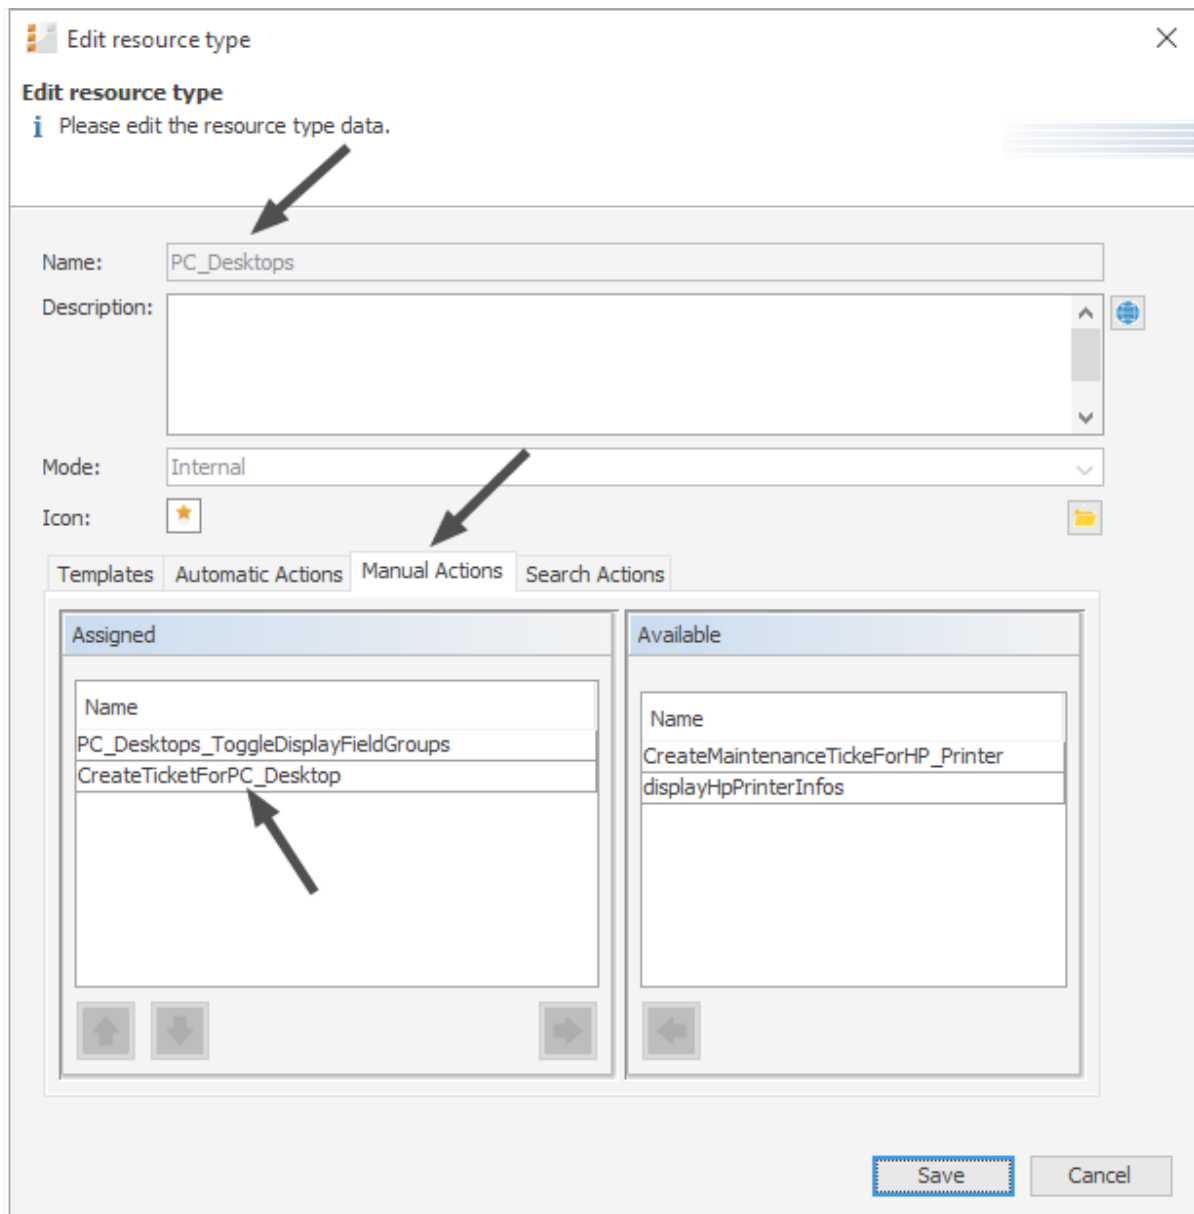 Edit resource type
Edit resource type
i Please edit the resource type data.
Name: PC_Desktops
Description:
Mode: Internal
Icon:
Templates Automatic Actions Manual Actions Search Actions
Assigned Available
Name
Name
PC_Desktops_ToggleDisplayFieldGroups
CreateMaintenanceTickeForHP_Printer
CreateTicketForPC_Desktop
displayHpPrinterInfos
Save Cancel